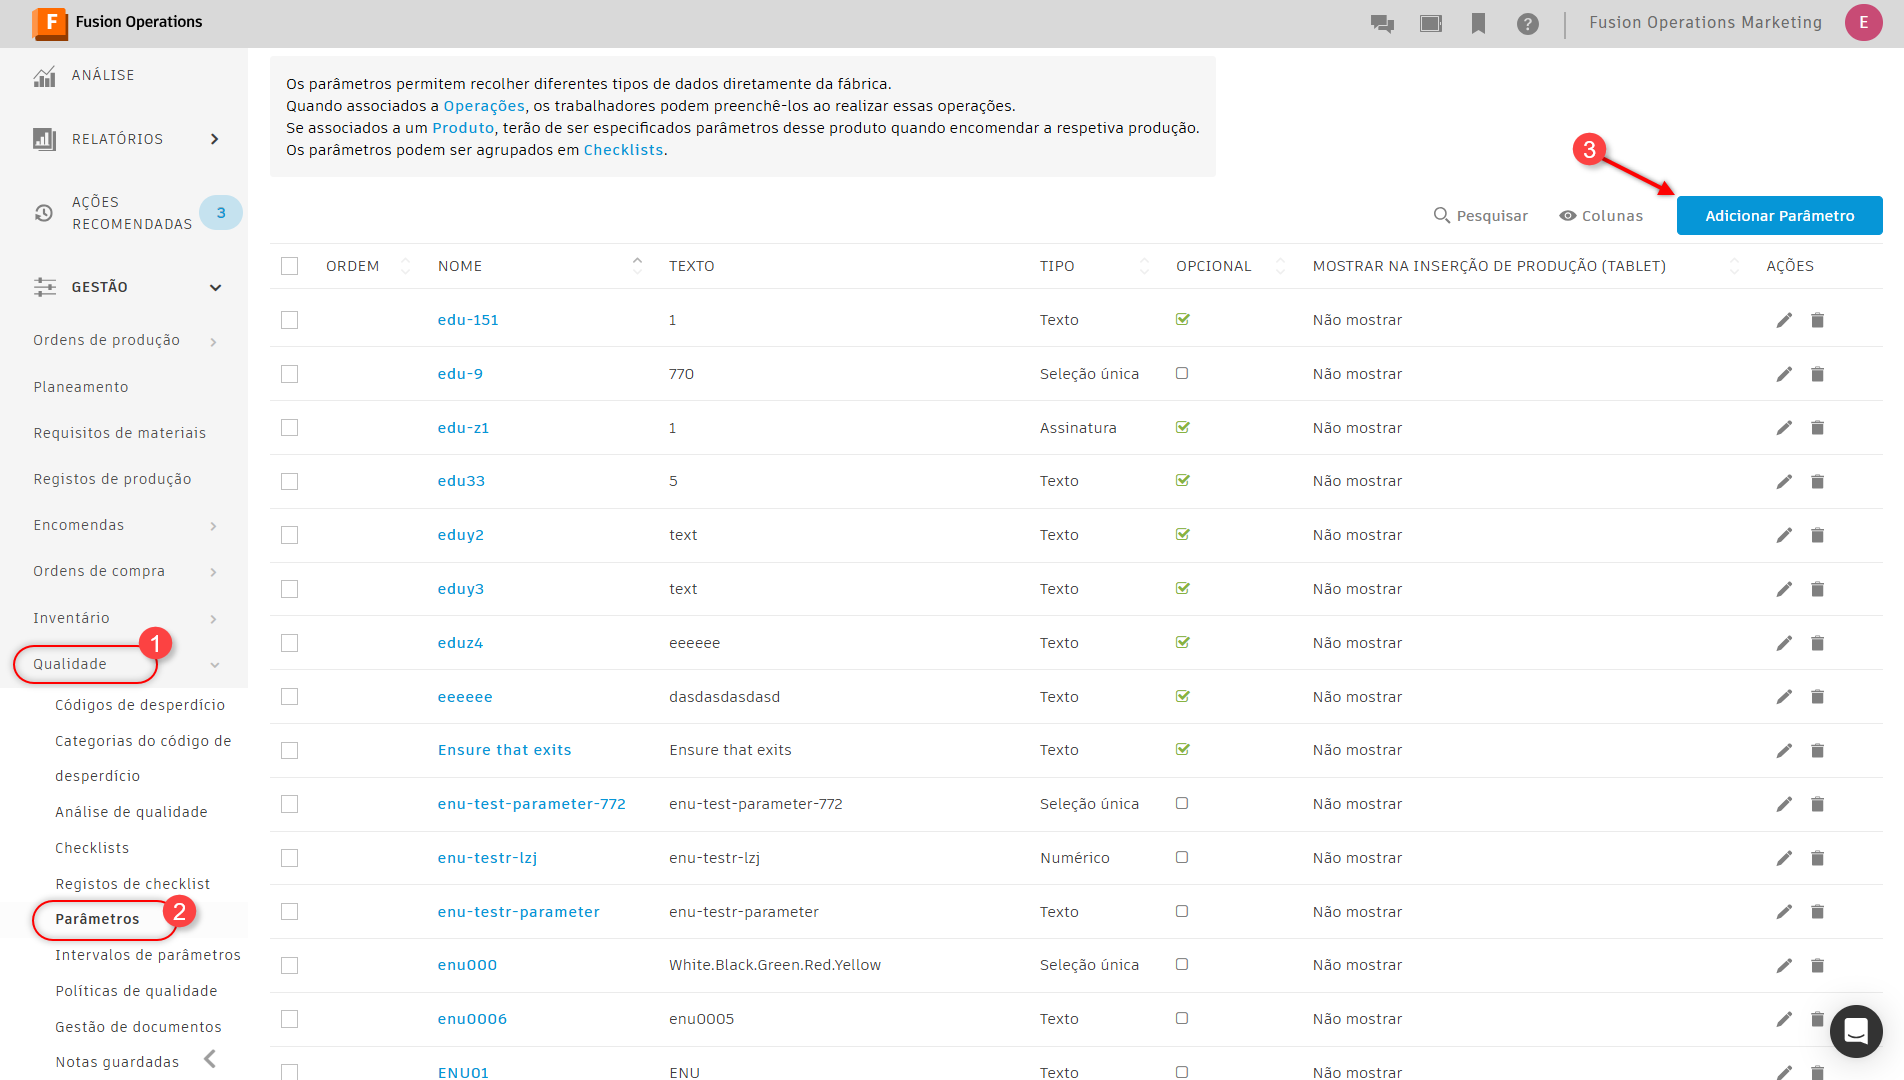 F Fusion Operations
Fusion Operations Marketing E
ANÁLISE
RELATÓRIOS
AÇÕES
RECOMENDADAS 3
GESTÃO
Ordens de produção
Planeamento
Requisitos de materiais
Registos de produção
Encomendas
Ordens de compra
Inventário
1
Qualidade
Códigos de desperdício
Categorias do código de
desperdício
Análise de qualidade
Checklists
Registos de checklist
Parâmetros 2
Intervalos de parâmetros
Políticas de qualidade
Gestão de documentos
Notas guardadas
Os parâmetros permitem recolher diferentes tipos de dados diretamente da fábrica.
Quando associados a Operações, os trabalhadores podem preenchê-los ao realizar essas operações.
Se associados a um Produto, terão de ser especificados parâmetros desse produto quando encomendar a respetiva produção.
Os parâmetros podem ser agrupados em Checklists.
3
Pesquisar Colunas Adicionar Parâmetro
ORDEM NOME TEXTO TIPO OPCIONAL MOSTRAR NA INSERÇÃO DE PRODUÇÃO (TABLET) AÇÕES
edu-151 1 Texto Não mostrar
edu-9 770 Seleção única Não mostrar
edu-z1 1 Assinatura Não mostrar
edu33 5 Texto Não mostrar
eduy2 text Texto Não mostrar
eduy3 text Texto Não mostrar
eduz4 eeeeee Texto Não mostrar
eeeeee dasdasdasdasd Texto Não mostrar
Ensure that exits Ensure that exits Texto Não mostrar
enu-test-parameter-772 enu-test-parameter-772 Seleção única Não mostrar
enu-testr-lzj enu-testr-lzj Numérico Não mostrar
enu-testr-parameter enu-testr-parameter Texto Não mostrar
enu000 White.Black.Green.Red.Yellow Seleção única Não mostrar
enu0006 enu0005 Texto Não mostrar
ENU01 ENU Texto Não mostrar